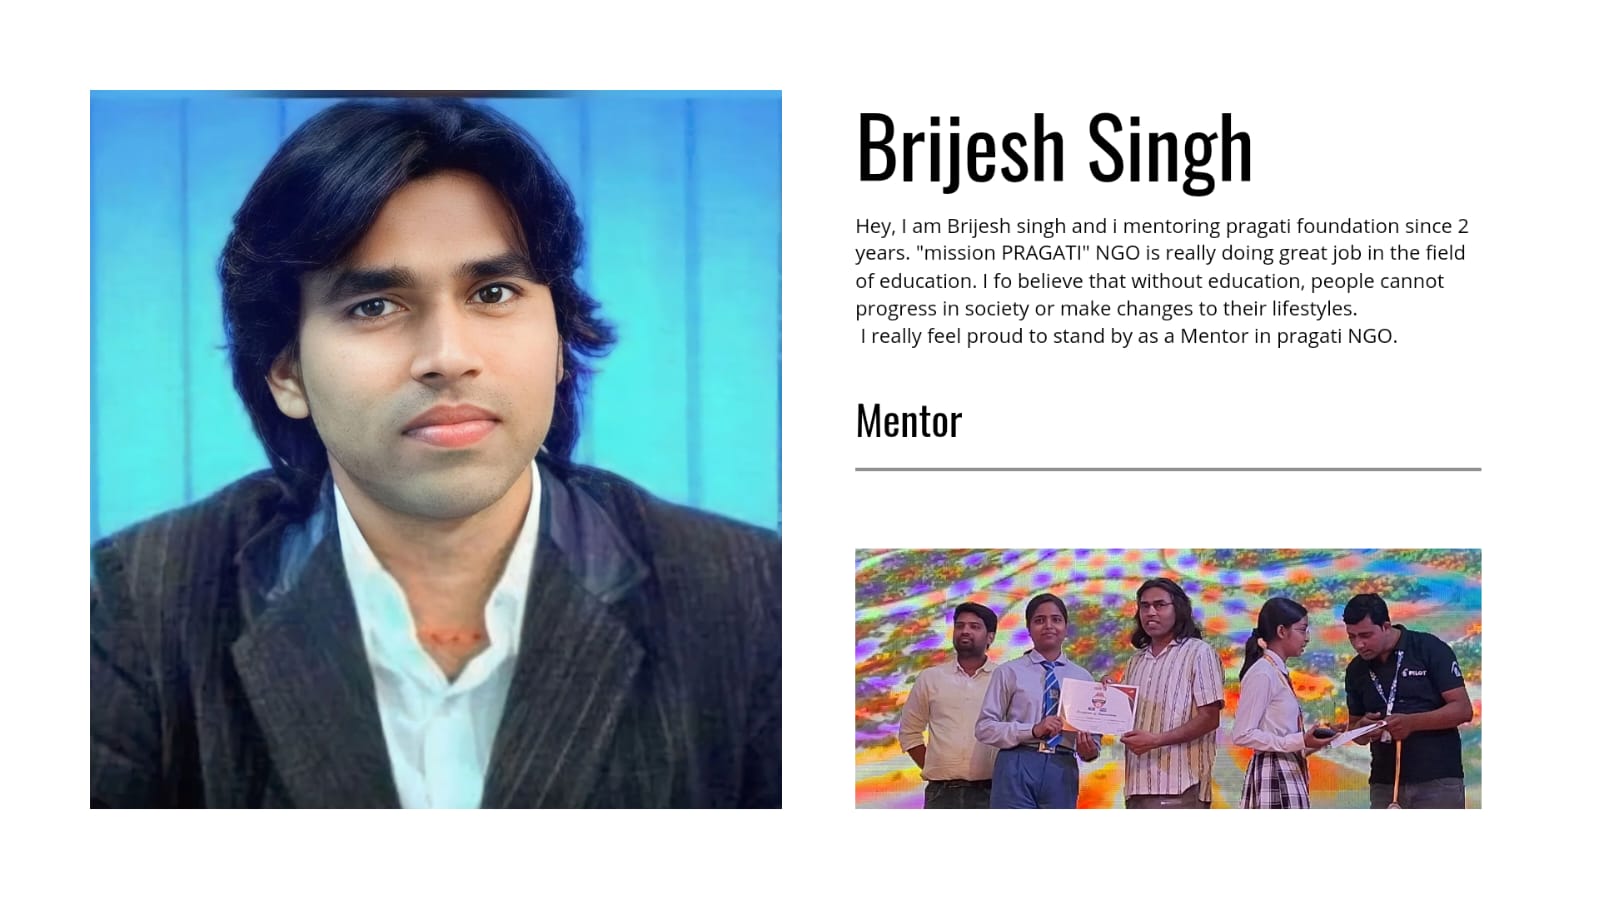 Brijesh Singh
Hey, I am Brijesh singh and i mentoring pragati foundation since 2
years. "mission PRAGATI" NGO is really doing great job in the field
of education. I fo believe that without education, people cannot
progress in society or make changes to their lifestyles.
I really feel proud to stand by as a Mentor in pragati NGO.
Mentor
PILOT